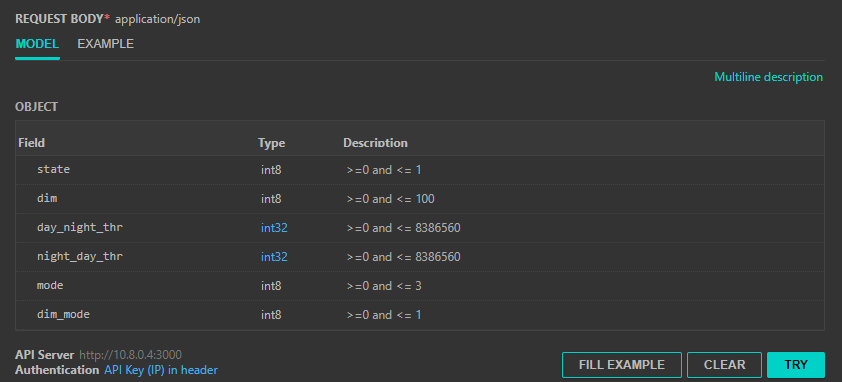 REQUEST BODY* application/json
MODEL EXAMPLE
Multiline description
OBJECT
Field Type Description
state int8 >=0 and <= 1
dim int8 >=0 and <= 100
day_night_thr int32 >=0 and <= 8386560
night_day_thr int32 >=0 and <= 8386560
mode int8 >=0 and <= 3
dim_mode int8 >=0 and <= 1
API Server http://10.8.0.4:3000
Authentication API Key (IP) in header
FILL EXAMPLE CLEAR TRY